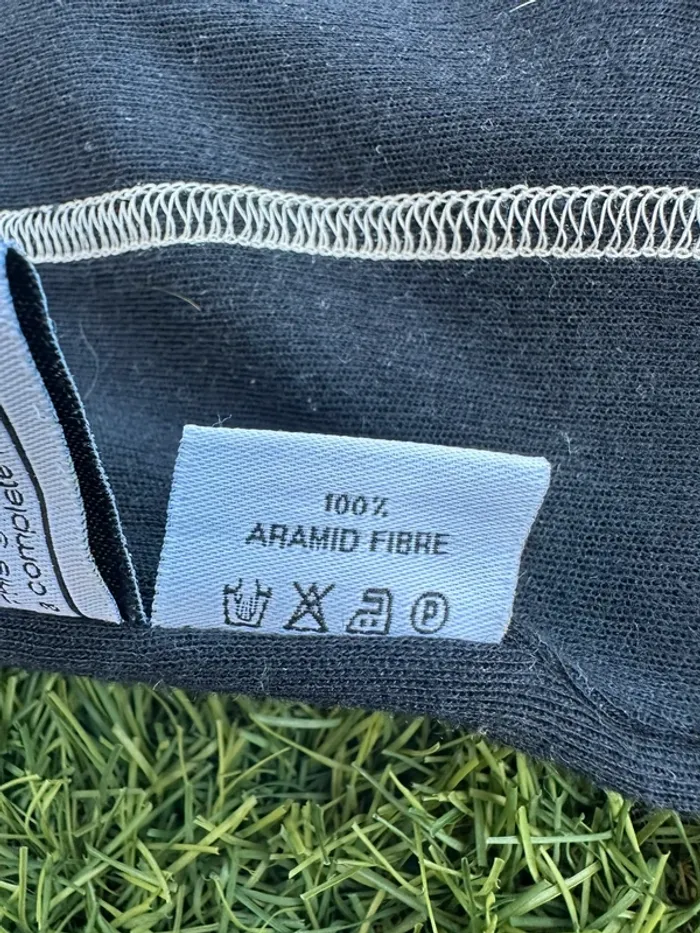 100%
ARAMID FIBRE
P
complete